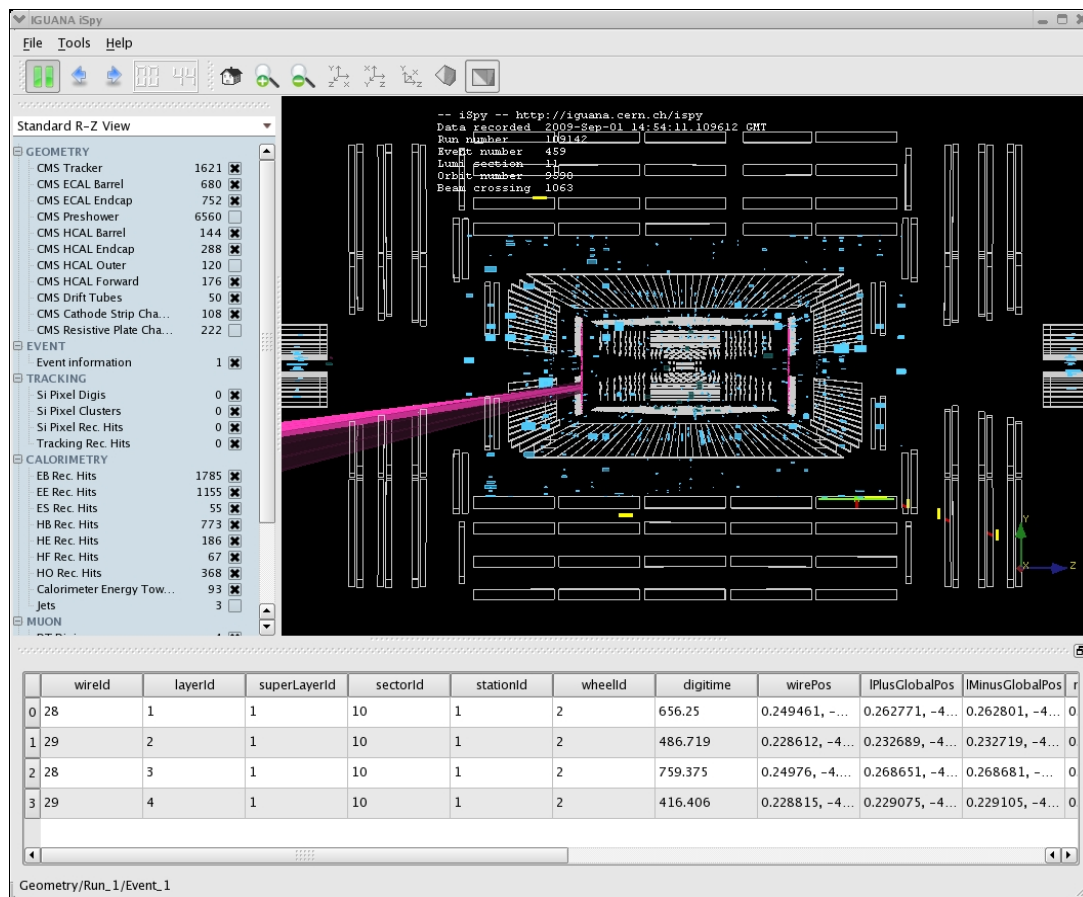 IGUANA iSpy
File Tools Help
Standard R-Z View
GEOMETRY
CMS Tracker 1621
CMS ECAL Barrel 680
CMS ECAL Endcap 752
CMS Preshower 6560
CMS HCAL Barrel 144
CMS HCAL Endcap 288
CMS HCAL Outer 120
CMS HCAL Forward 176
CMS Drift Tubes 50
CMS Cathode Strip Cha... 108
CMS Resistive Plate Cha... 222
EVENT
Event information 1
TRACKING
Si Pixel Digis 0
Si Pixel Clusters 0
Si Pixel Rec. Hits 0
Tracking Rec. Hits 0
CALORIMETRY
EB Rec. Hits 1785
EE Rec. Hits 1155
ES Rec. Hits 55
HB Rec. Hits 773
HE Rec. Hits 186
HF Rec. Hits 67
HO Rec. Hits 368
Calorimeter Energy Tow... 93
Jets 3
MUON
-- iSpy -- http://iguana.cern.ch/ispy
Data recorded 2009-Sep-01 14:54:11.109612 GMT
Run number 109142
Event number 459
Lumi section 11
Orbit number
Beam crossing 1063
Y
X Z
wireId layerId superLayerId sectorId stationId wheelId digitime wirePos lPlusGlobalPos lMinusGlobalPos r
0 28 1 1 10 1 2 656.25 0.249461, -... 0.262771, -4... 0.262801, -4... 0.
1 29 2 1 10 1 2 486.719 0.228612, -4... 0.232689, -4... 0.232719, -4... 0.
2 28 3 1 10 1 2 759.375 0.24976, -4.... 0.268651, -4... 0.268681, -... 0.
3 29 4 1 10 1 2 416.406 0.228815, -4... 0.229075, -4... 0.229105, -4... 0.
Geometry/Run_1/Event_1